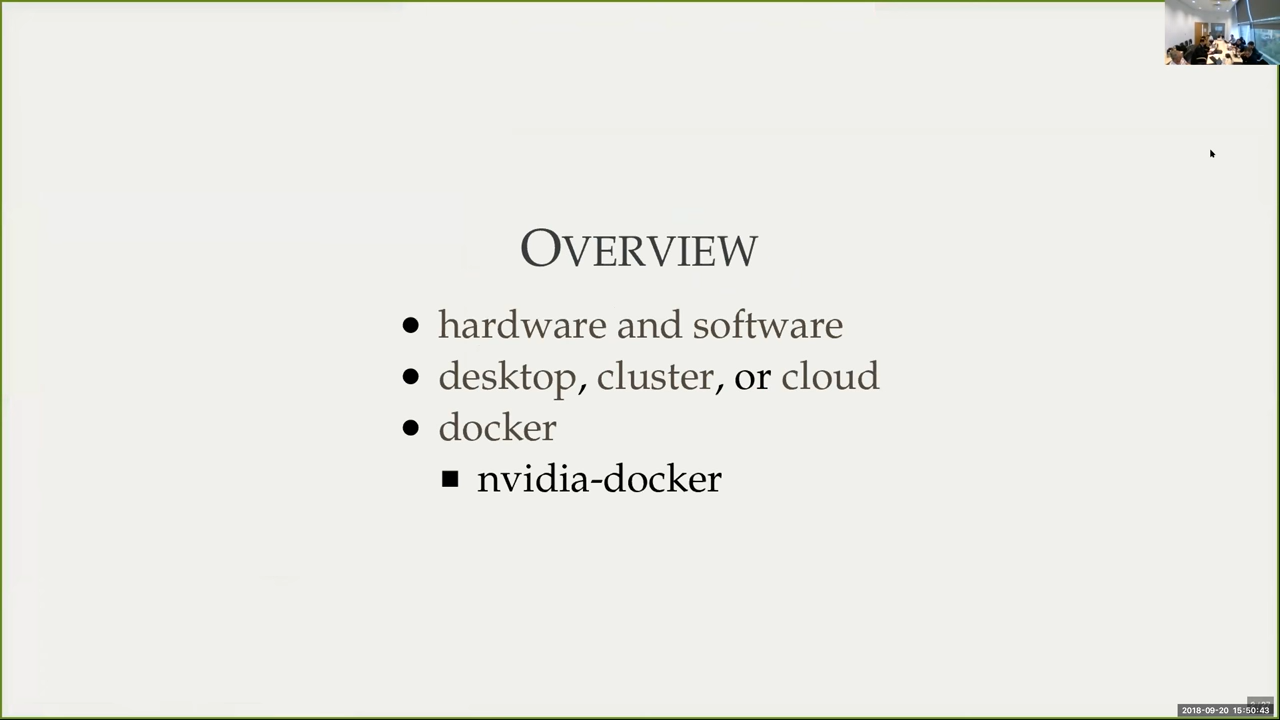 OVERVIEW
hardware and software
desktop, cluster, or cloud
docker
nvidia-docker
2018-09-20 15:50:43